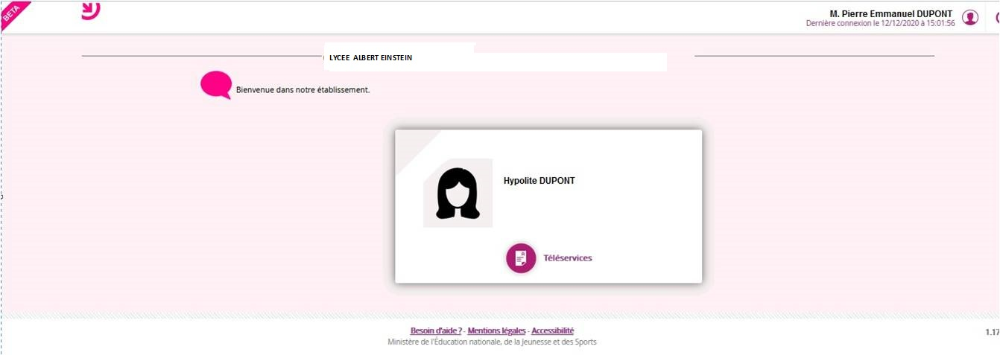 BETA
M. Pierre Emmanuel DUPONT
Dernière connexion le 12/12/2020 à 15:01:56
LYCEE ALBERT EINSTEIN
Bienvenue dans notre établissement.
Hypolite DUPONT
Téléservices
Besoin d'aide ? - Mentions légales - Accessibilité
Ministère de l'Éducation nationale, de la Jeunesse et des Sports
1.17